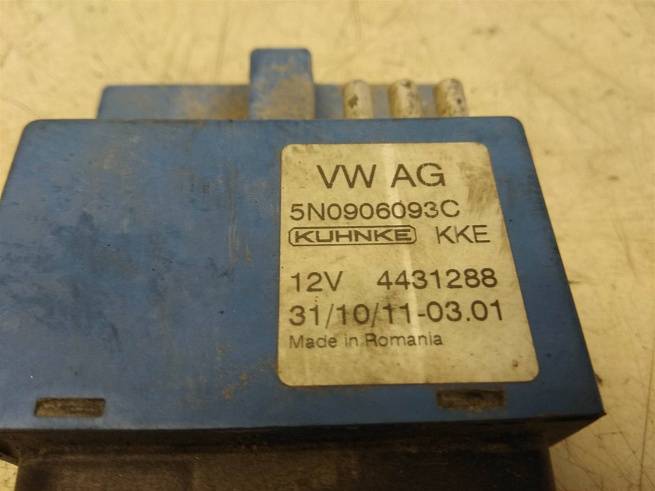 VW AG
5N0906093C
KUHNKE KKE
12V 4431288
31/10/11-03.01
Made in Romania